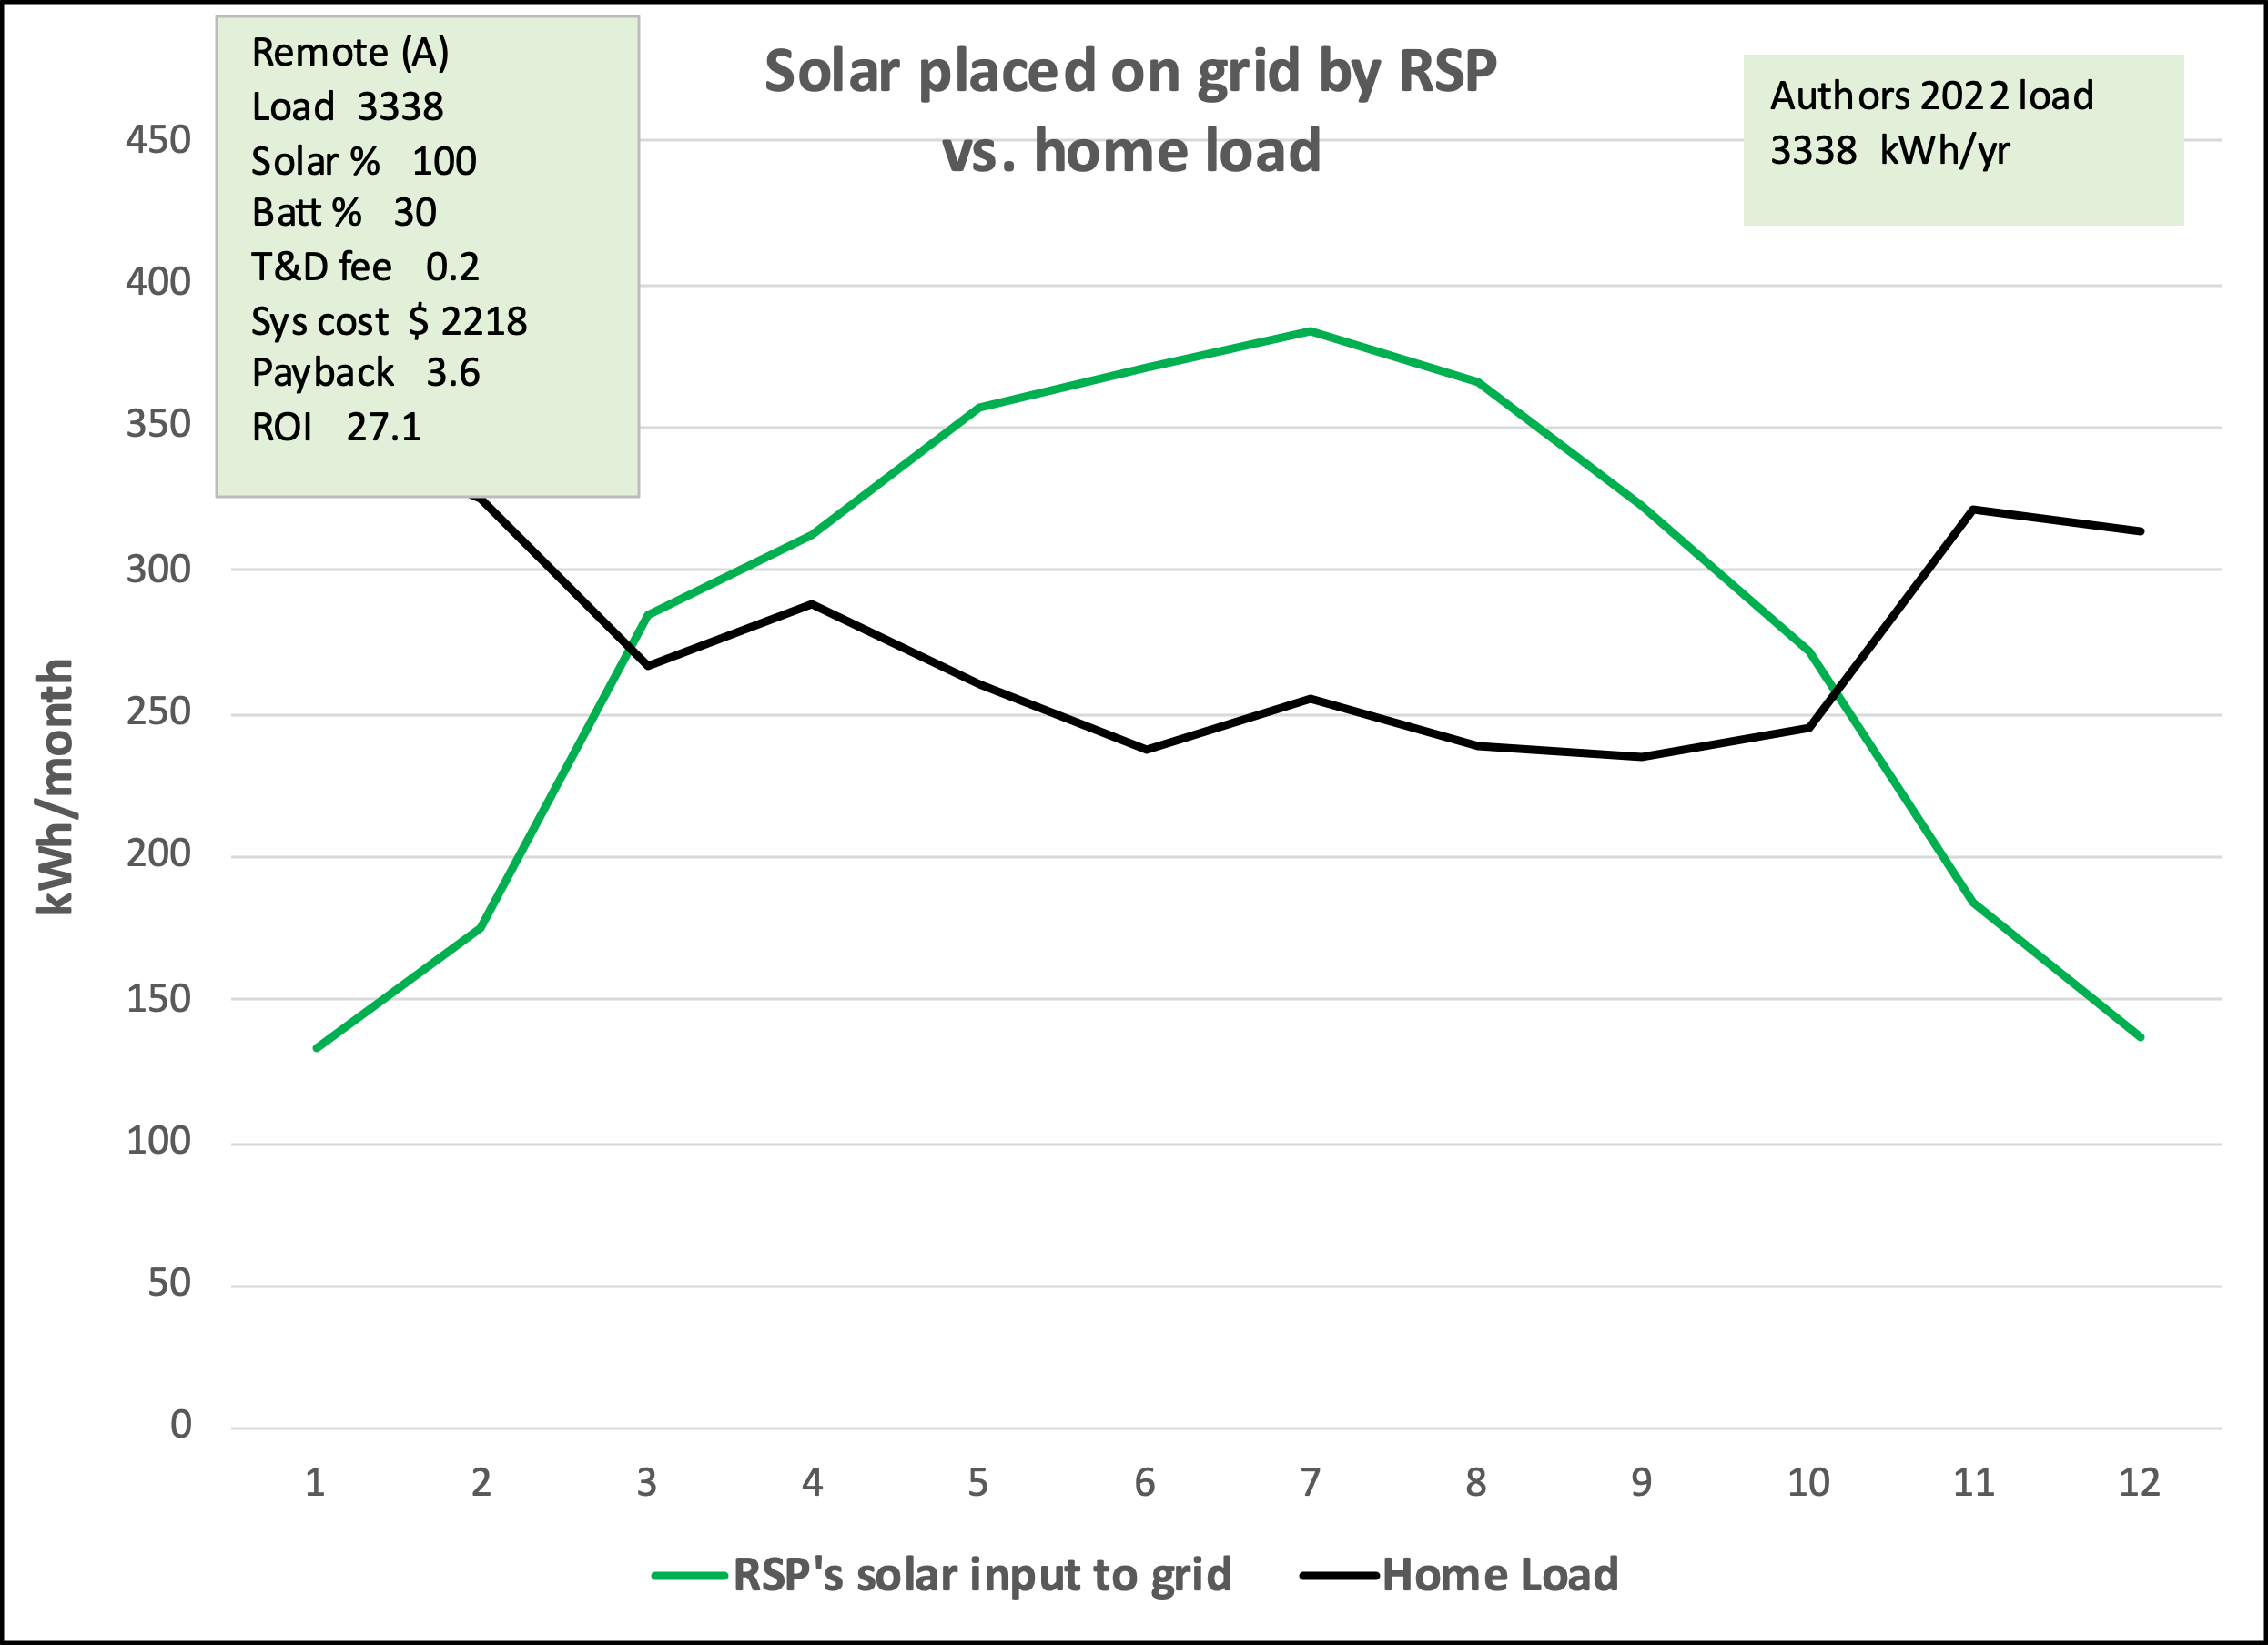 Remote (A)
Load 3338
Solar % 100
Batt % 30
T&D fee 0.2
Sys cost $ 2218
Payback 3.6
ROI 27.1
Solar placed on grid by RSP
vs. home load
Authors 2022 load
3338 kWh/yr
450
400
350
300
250
200
150
100
50
0
kWh/month
1 2 3 4 5 6 7 8 9 10 11 12
RSP's solar input to grid
Home Load